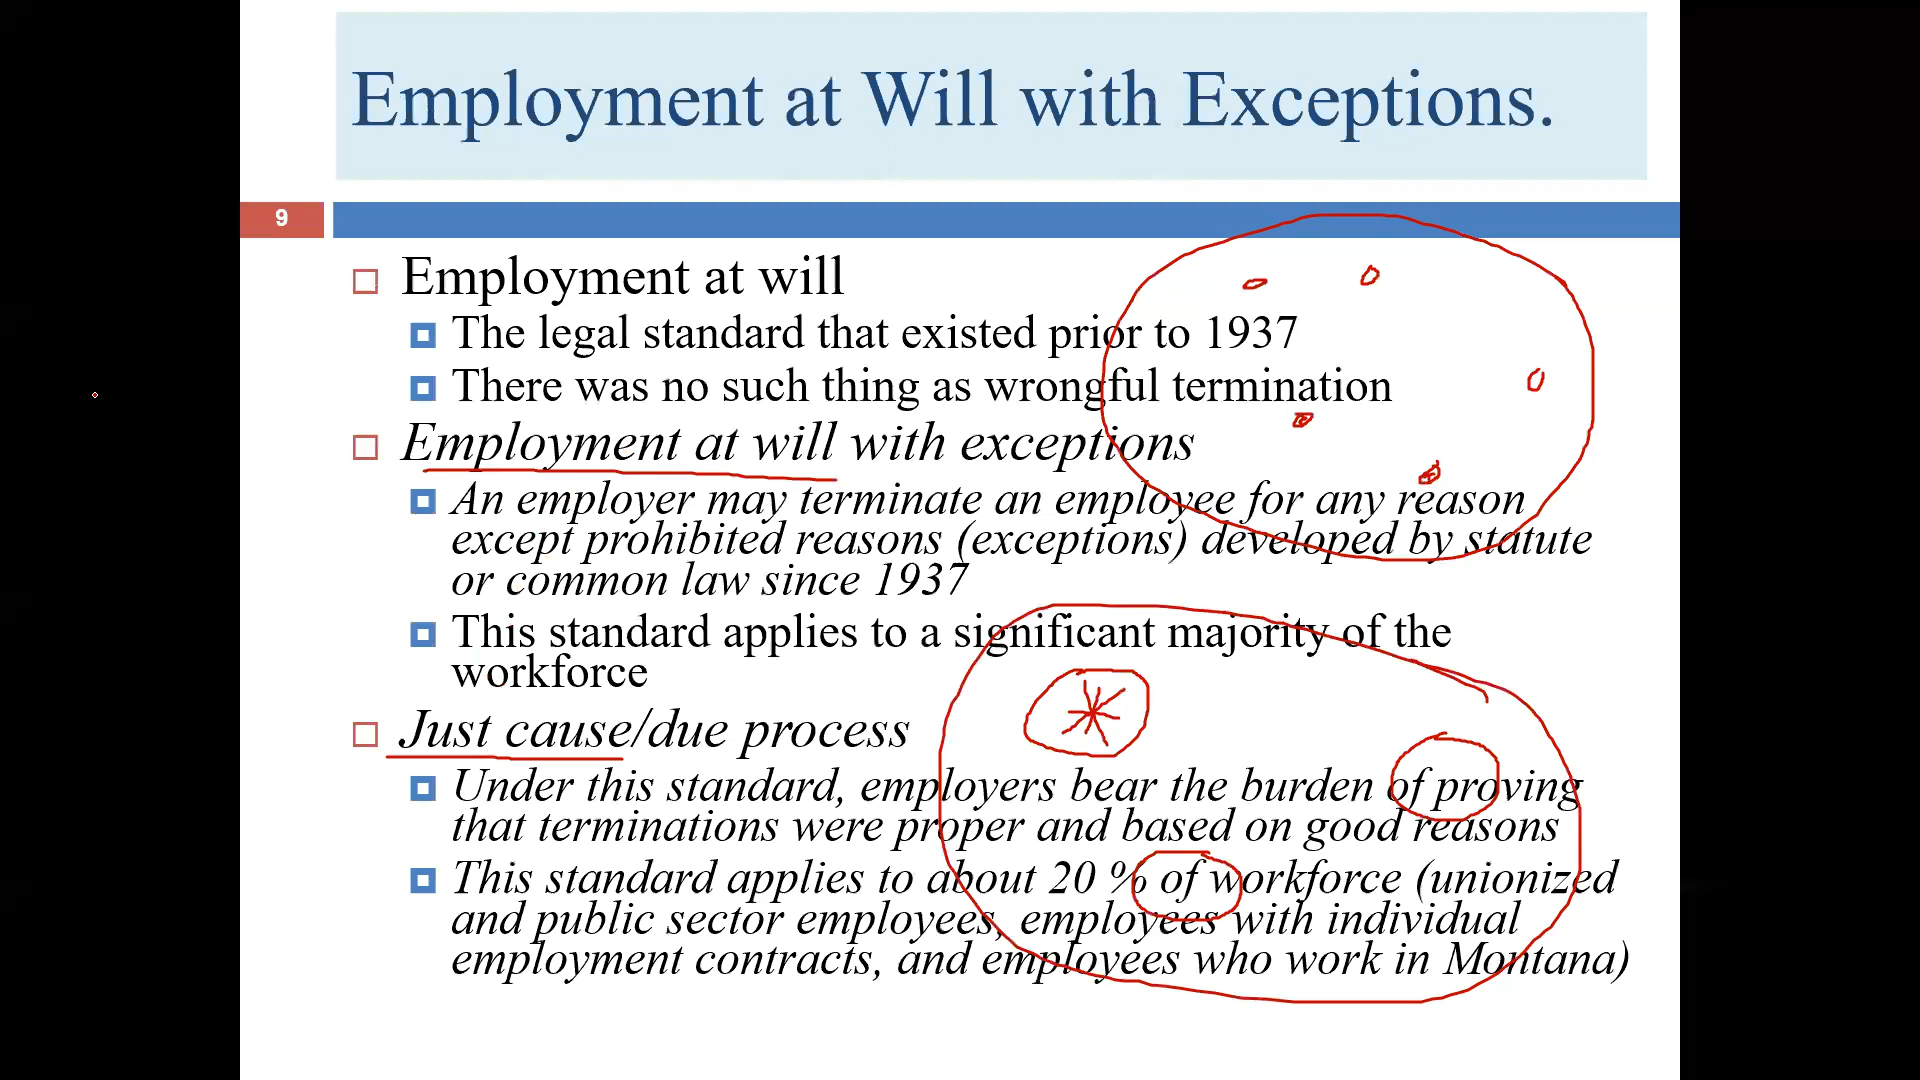 Employment at Will with Exceptions.
9
Employment at will
The legal standard that existed prior to 1937
There was no such thing as wrongful termination
Employment at will with exceptions
An employer may terminate an employee for any reason
except prohibited reasons (exceptions) developed by statute
or common law since 1937
This standard applies to a significant majority of the
workforce
Just cause/due process
Under this standard, employers bear the burden of proving
that terminations were proper and based on good reasons
This standard applies to about 20 % of workforce (unionized
and public sector employees, employees with individual
employment contracts, and employees who work in Montana)